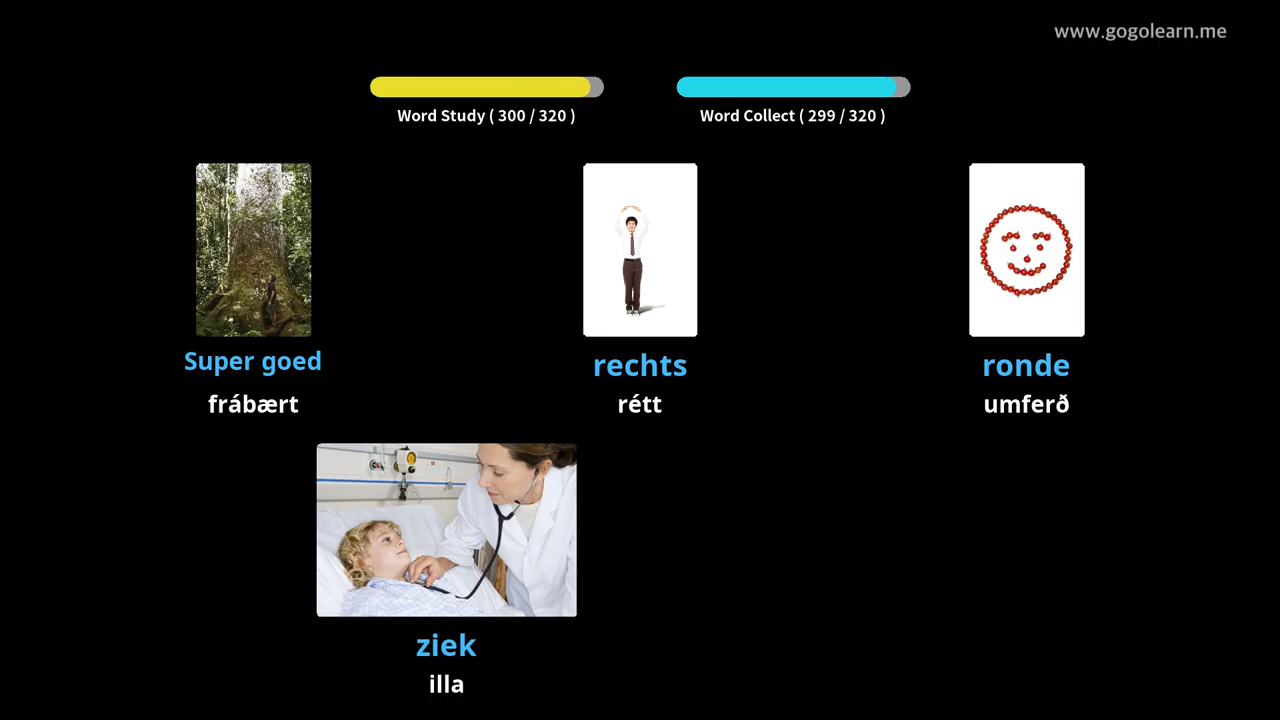 www.gogolearn.me
Word Study ( 300 / 320 )
Word Collect ( 299 / 320 )
Super goed
frábært
rechts
rétt
ronde
umferð
ziek
illa